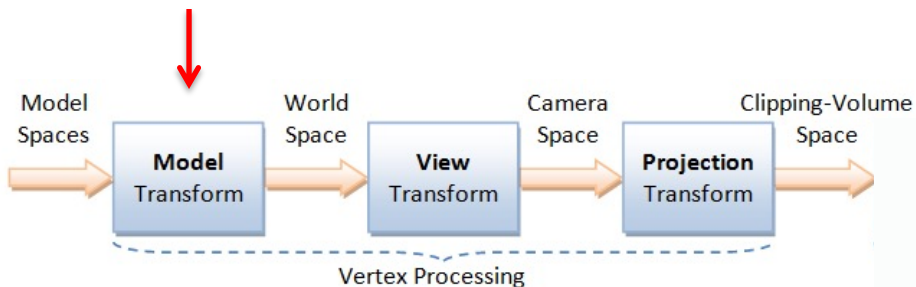 Model
Spaces
Model
Transform
World
Space
View
Transform
Camera
Space
Projection
Transform
Clipping-Volume
Space
Vertex Processing